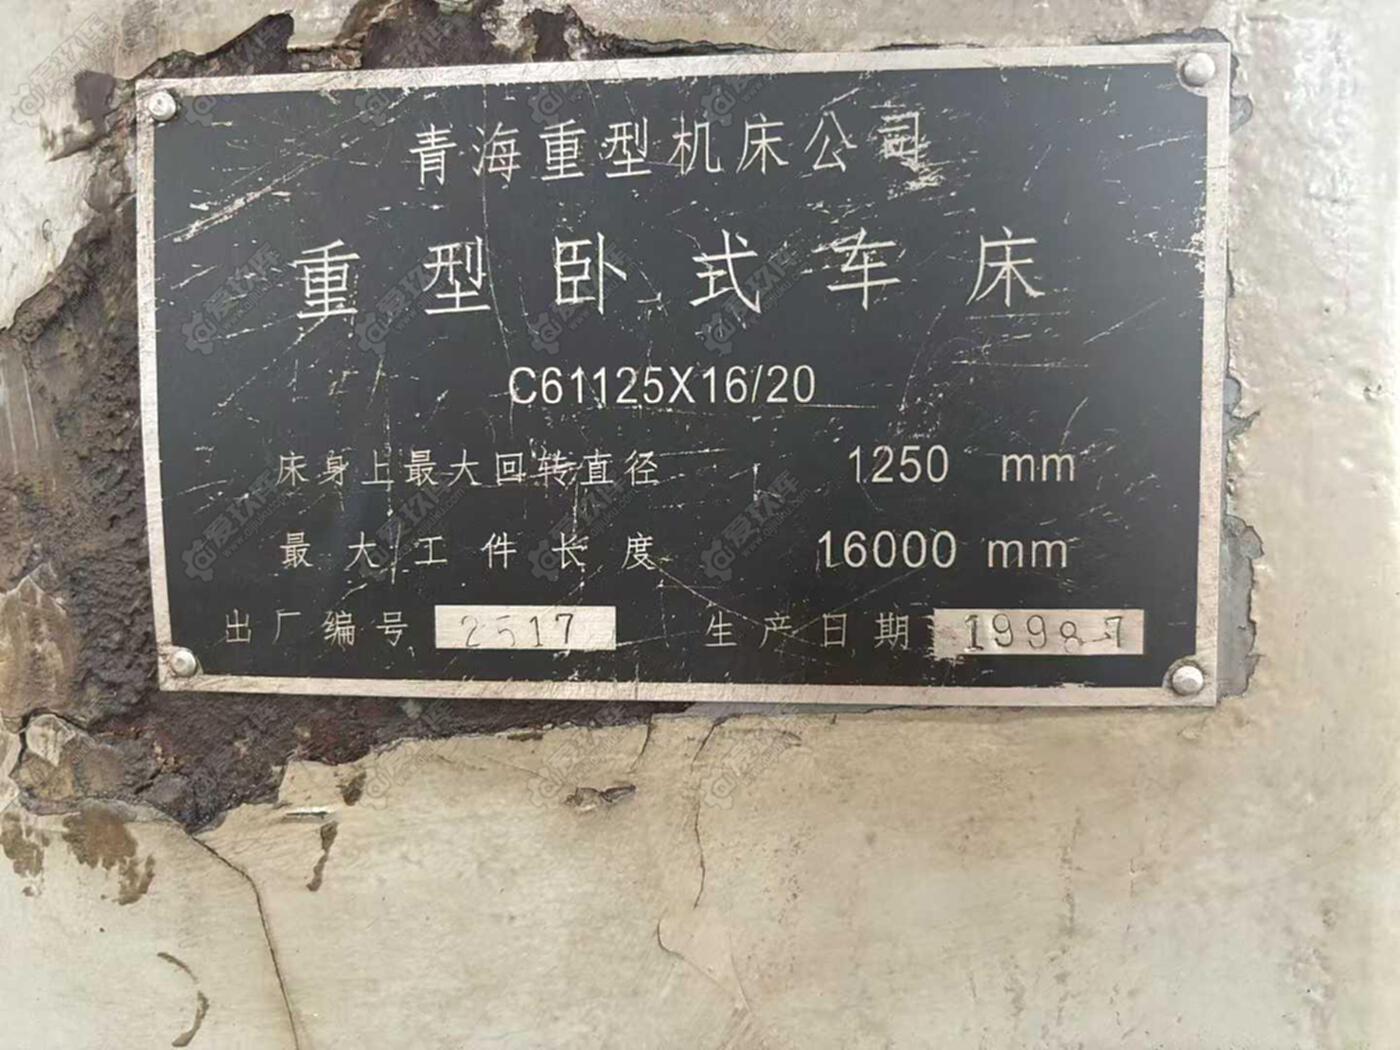 青海重型机床公司
重型卧式车床
C61125X16/20
床身上最大回转直径 1250 mm
最大工件长度 16000 mm
出厂编号 2517 生产日期 1998 7